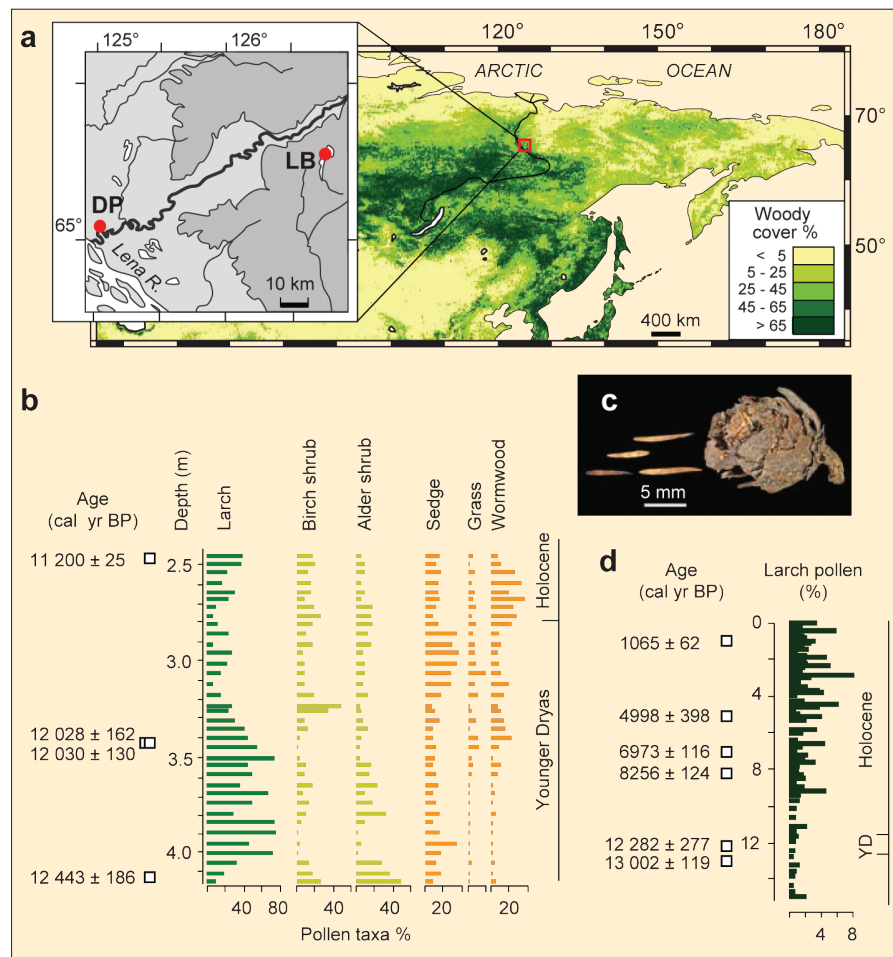 a
125°
126°
120°
150°
180°
ARCTIC
OCEAN
70°
LB
DP
65°
Lena R.
10 km
50°
Woody
cover %
< 5
5 - 25
25 - 45
45 - 65
> 65
400 km
b
c
5 mm
Age
(cal yr BP)
Depth (m)
Larch
Birch shrub
Alder shrub
Sedge
Grass
Wormwood
11 200 ± 25
2.5
3.0
12 028 ± 162
12 030 ± 130
3.5
4.0
12 443 ± 186
Holocene
Younger Dryas
40
80
40
40
20
20
Pollen taxa %
d
Age
(cal yr BP)
Larch pollen
(%)
0
1065 ± 62
4
4998 ± 398
6973 ± 116
8
8256 ± 124
12 282 ± 277
12
13 002 ± 119
Holocene
YD
4
8